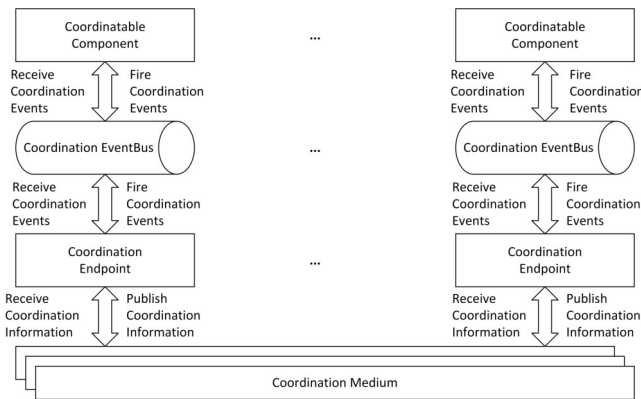 Coordinatable
Component
...
Coordinatable
Component
Receive
Coordination
Events
Fire
Coordination
Events
Receive
Coordination
Events
Fire
Coordination
Events
Coordination EventBus
...
Coordination EventBus
Receive
Coordination
Events
Fire
Coordination
Events
Receive
Coordination
Events
Fire
Coordination
Events
Coordination
Endpoint
...
Coordination
Endpoint
Receive
Coordination
Information
Publish
Coordination
Information
Receive
Coordination
Information
Publish
Coordination
Information
Coordination Medium